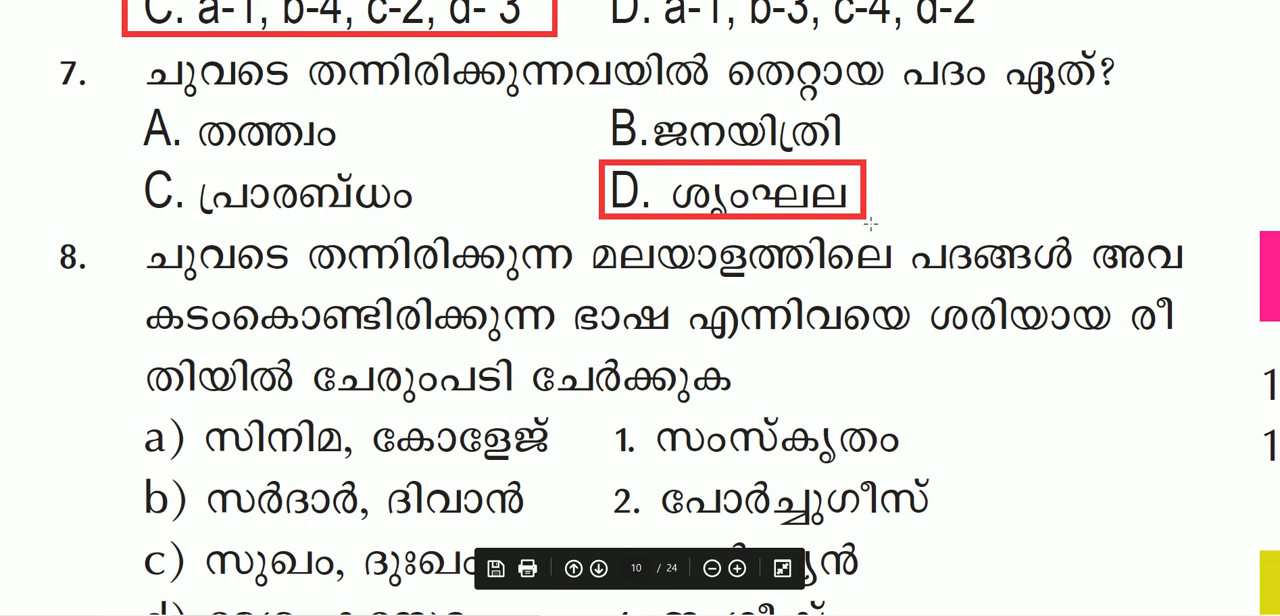 C. a-1, b-4, c-2, d- 3 D. a-1, b-3, c-4, d-2
7. ചുവടെ തന്നിരിക്കുന്നവയിൽ തെറ്റായ പദം ഏത്?
A. തത്ത്വം B. ജനയിത്രി
C. പ്രാരബ്ധം D. ശൃംഘല
8. ചുവടെ തന്നിരിക്കുന്ന മലയാളത്തിലെ പദങ്ങൾ അവ
കടംകൊണ്ടിരിക്കുന്ന ഭാഷ എന്നിവയെ ശരിയായ രീ
തിയിൽ ചേരുംപടി ചേർക്കുക
a) സിനിമ, കോളേജ് 1. സംസ്കൃതം
b) സർദാർ, ദിവാൻ 2. പോർച്ചുഗീസ്
c) സുഖം, ദുഃഖം
10 / 24
1
1